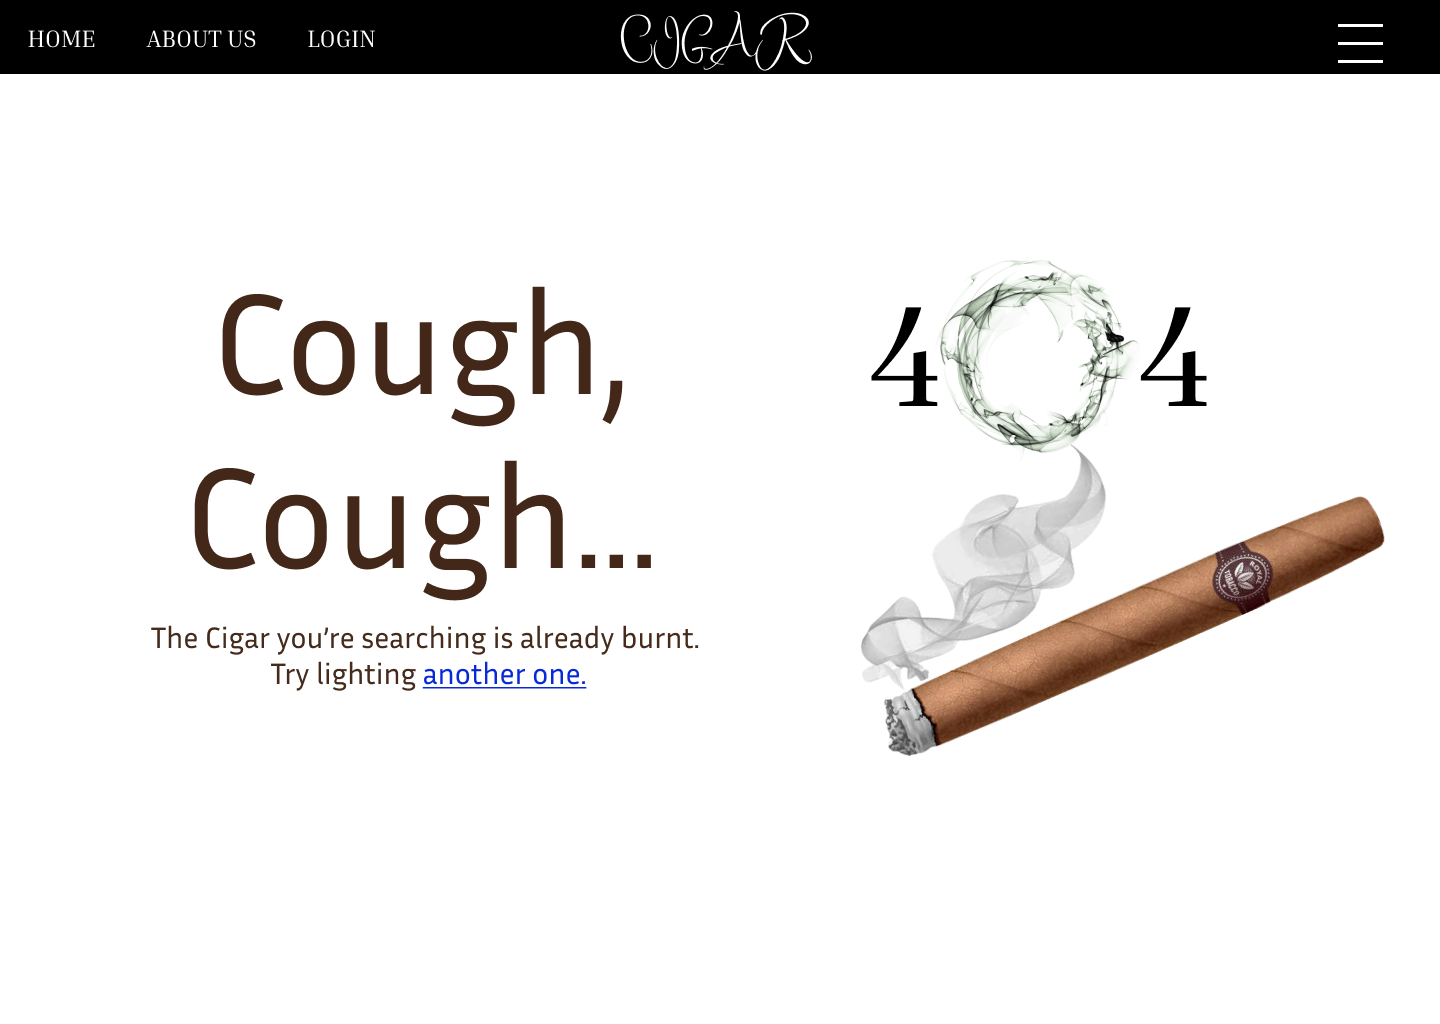 HOME ABOUT US LOGIN CIGAR
Cough,
Cough...
The Cigar you’re searching is already burnt.
Try lighting another one.
404
ROYAL
TOBACCO